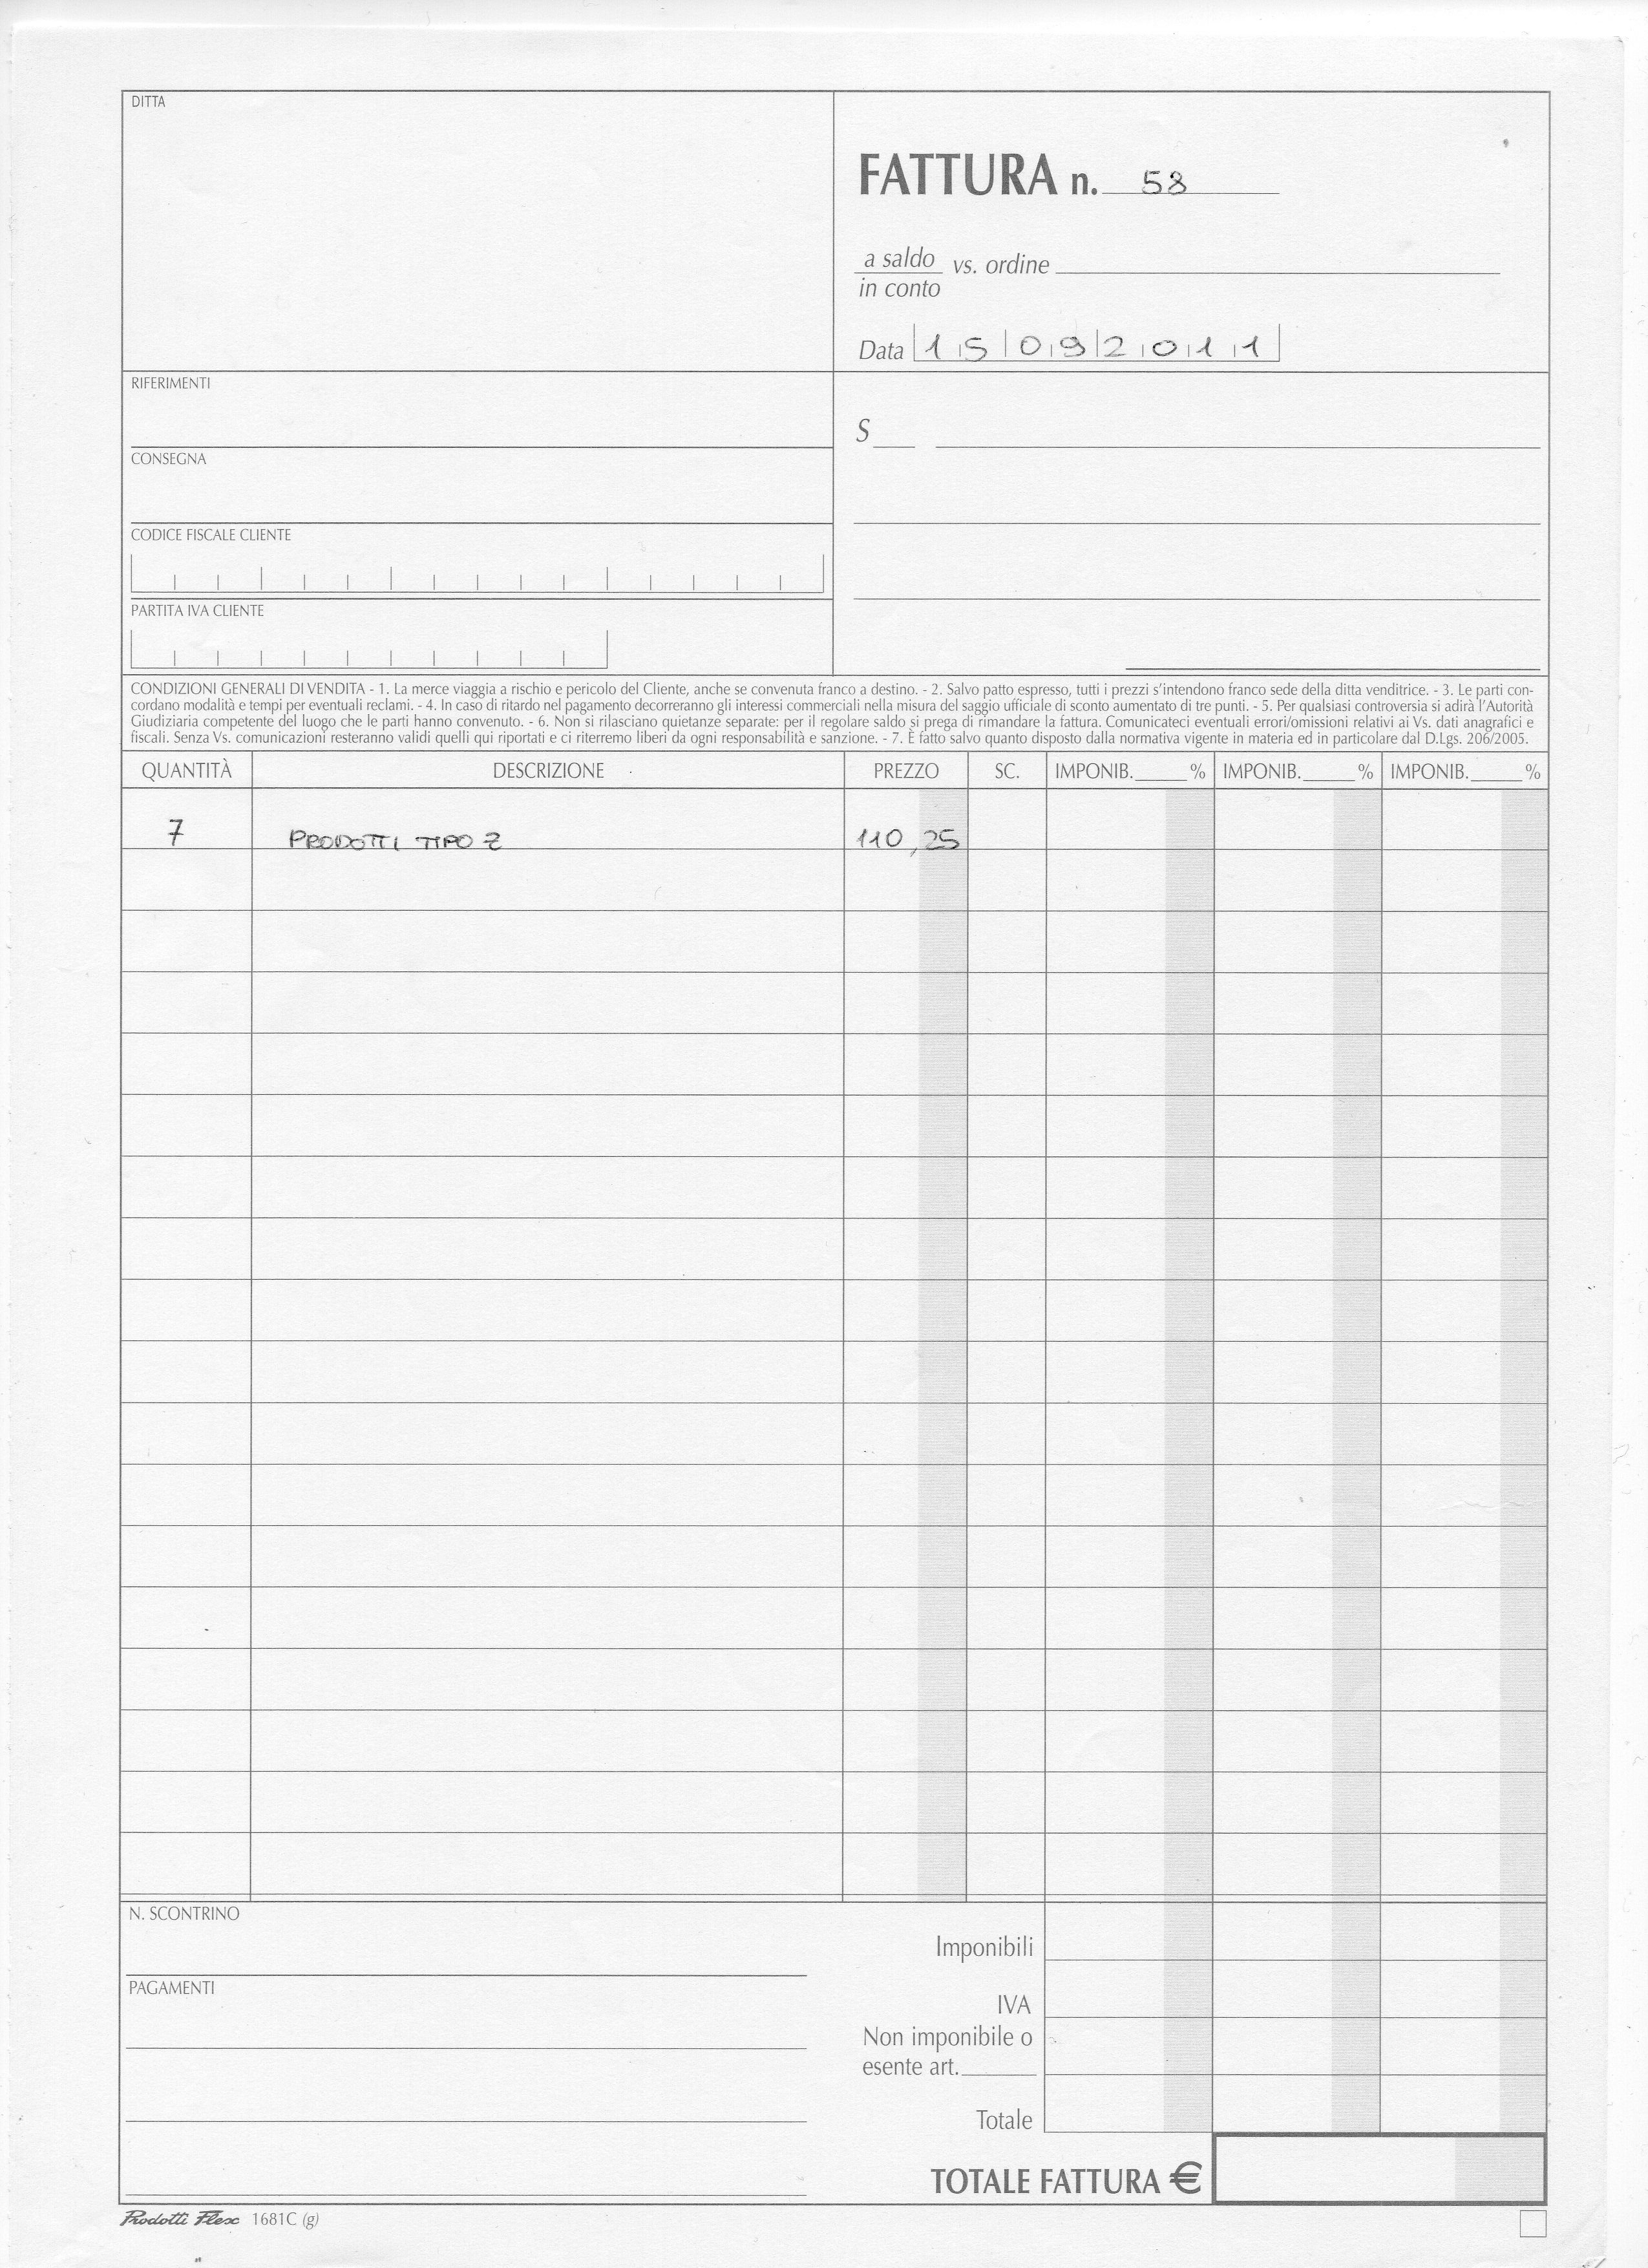 DITTA
FATTURA n. 58
a saldo vs. ordine
in conto
Data 15092011
RIFERIMENTI
S
CONSEGNA
CODICE FISCALE CLIENTE
PARTITA IVA CLIENTE
CONDIZIONI GENERALI DI VENDITA - 1. La merce viaggia a rischio e pericolo del Cliente, anche se convenuta franco a destino. - 2. Salvo patto espresso, tutti i prezzi s'intendono franco sede della ditta venditrice. - 3. Le parti con-
cordano modalità e tempi per eventuali reclami. - 4. In caso di ritardo nel pagamento decorreranno gli interessi commerciali nella misura del saggio ufficiale di sconto aumentato di tre punti. - 5. Per qualsiasi controversia si adirà l'Autorità
Giudiziaria competente del luogo che le parti hanno convenuto. - 6. Non si rilasciano quietanze separate: per il regolare saldo si prega di rimandare la fattura. Comunicateci eventuali errori/omissioni relativi ai Vs. dati anagrafici e
fiscali. Senza Vs. comunicazioni resteranno validi quelli qui riportati e ci riterremo liberi da ogni responsabilità e sanzione. - 7. È fatto salvo quanto disposto dalla normativa vigente in materia ed in particolare dal D.Lgs. 206/2005.
QUANTITÀ DESCRIZIONE PREZZO SC. IMPONIB.____% IMPONIB.____% IMPONIB.____%
7 PRODOTTI TIPO Z 110,25
N. SCONTRINO
Imponibili
PAGAMENTI
IVA
Non imponibile o
esente art.
Totale
TOTALE FATTURA €
Prodotti Flex 1681C (g)